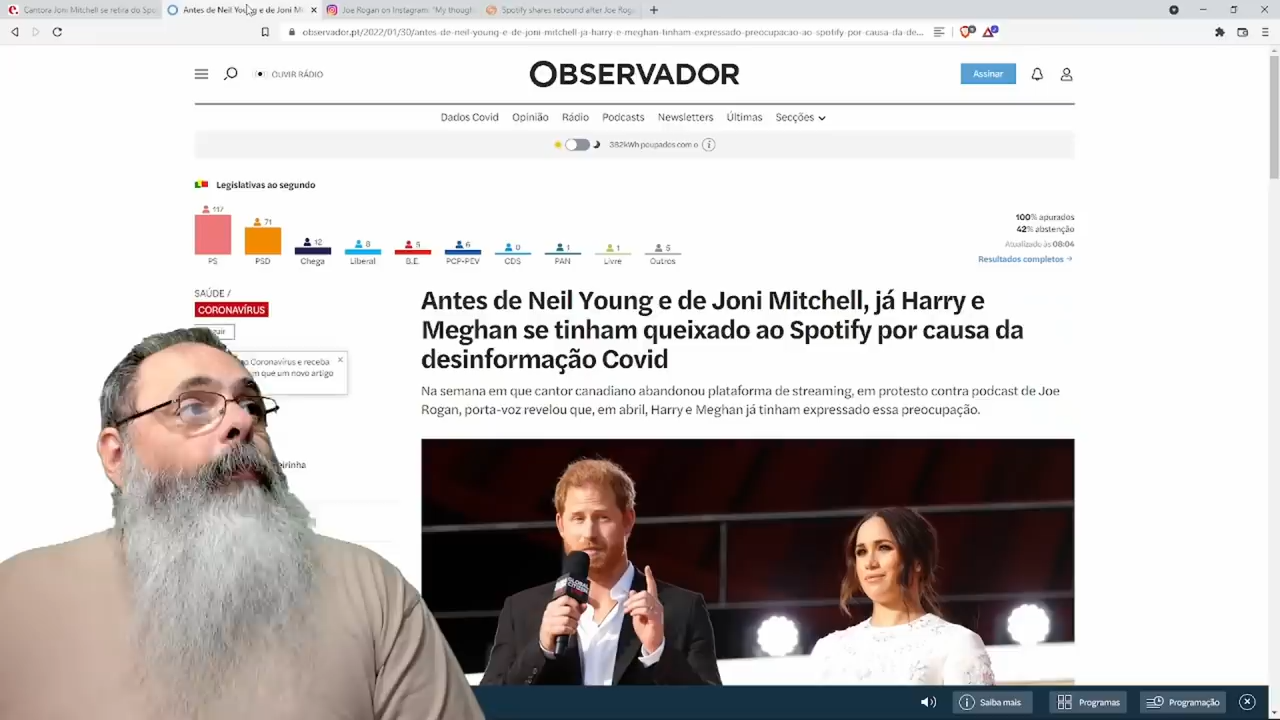 Cantora Joni Mitchell se retira do Spo
Antes de Neil Young e de Joni Mi
Joe Rogan on Instagram: "My though
Spotify shares rebound after Joe Roga
observador.pt/2022/01/30/antes-de-neil-young-e-de-joni-mitchell-ja-harry-e-meghan-tinham-expressado-preocupacao-ao-spotify-por-causa-da-de...
OUVIR RÁDIO
OBSERVADOR
Assinar
Dados Covid Opinião Rádio Podcasts Newsletters Últimas Secções
382kWh poupados com o
Legislativas ao segundo
117 71 12 8 5 6 0 1 1 5
PS PSD Chega Liberal B.E. PCP-PEV CDS PAN Livre Outros
100% apurados
42% abstenção
Atualizado às 08:04
Resultados completos
SAÚDE /
CORONAVÍRUS
Antes de Neil Young e de Joni Mitchell, já Harry e
Meghan se tinham queixado ao Spotify por causa da
desinformação Covid
Coronavírus e receba
em que um novo artigo
Na semana em que cantor canadiano abandonou plataforma de streaming, em protesto contra podcast de Joe
Rogan, porta-voz revelou que, em abril, Harry e Meghan já tinham expressado essa preocupação.
eirinha
GLOBAL
CITIZEN
Saiba mais
Programas
Programação